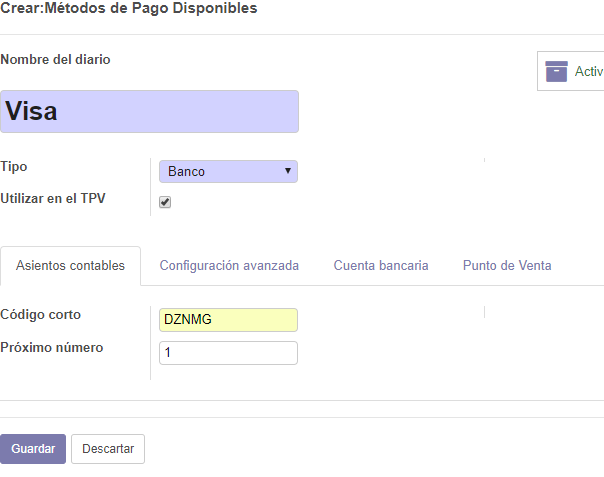 Crear:Métodos de Pago Disponibles
Nombre del diario
Activ
Visa
Tipo
Banco
Utilizar en el TPV
Asientos contables
Configuración avanzada
Cuenta bancaria
Punto de Venta
Código corto
DZNMG
Próximo número
1
Guardar
Descartar